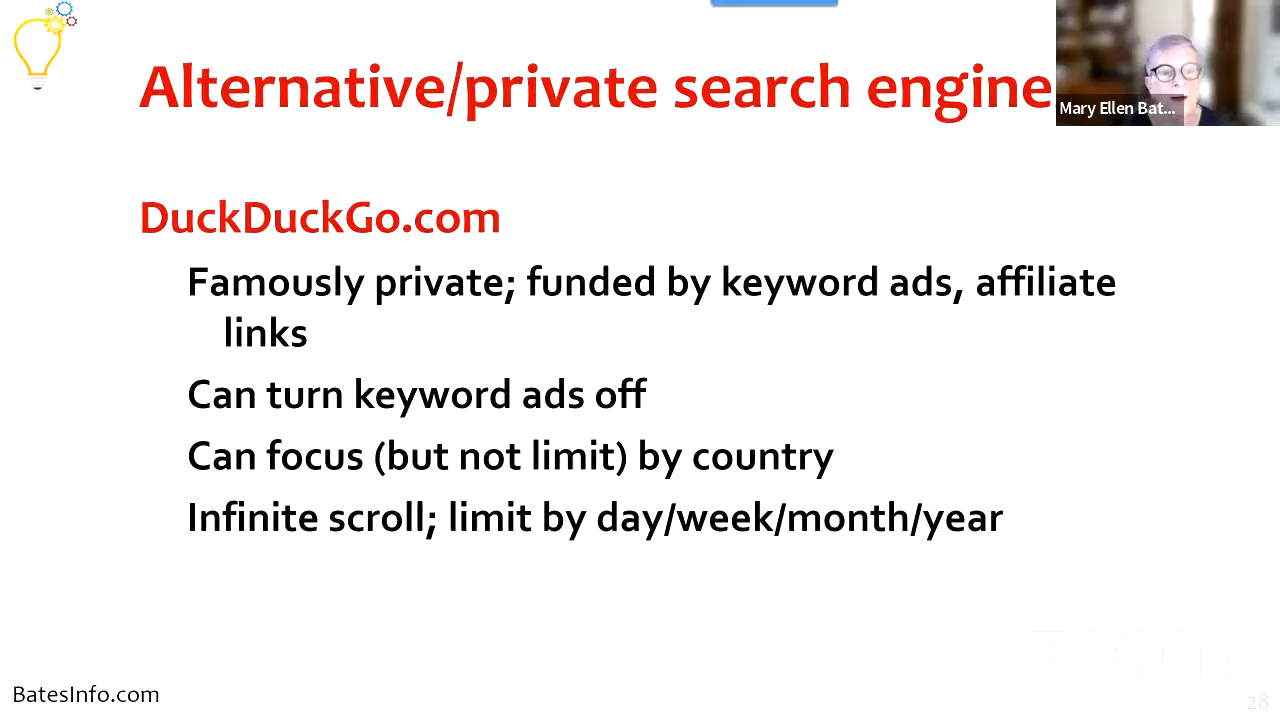 Alternative/private search engine
Mary Ellen Bat...
DuckDuckGo.com
Famously private; funded by keyword ads, affiliate
links
Can turn keyword ads off
Can focus (but not limit) by country
Infinite scroll; limit by day/week/month/year
zoom
BatesInfo.com
28